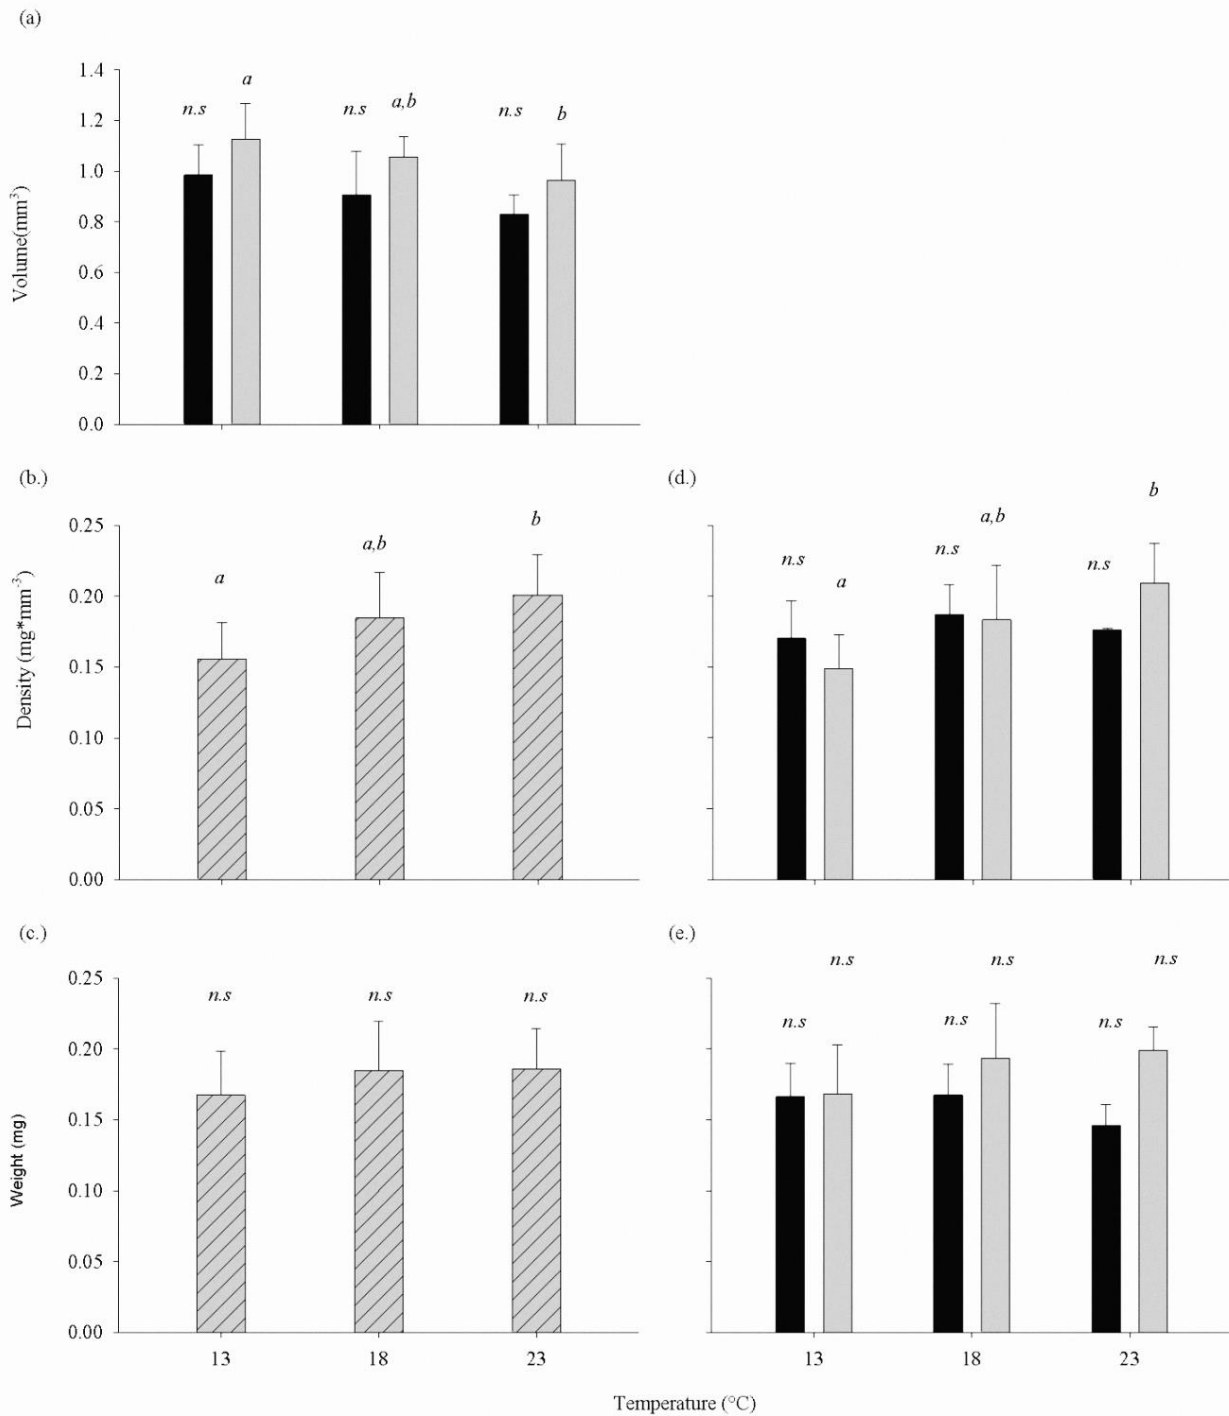 (a)
1.4
1.2
1.0
0.8
0.6
0.4
0.2
0.0
Volume(mm³)
n.s
a
n.s
a,b
n.s
b
(b.)
0.25
0.20
0.15
0.10
0.05
0.00
Density (mg*mm⁻³)
a
a,b
b
(d.)
n.s
a
n.s
a,b
n.s
b
(c.)
0.25
0.20
0.15
0.10
0.05
0.00
Weight (mg)
n.s
n.s
n.s
13
18
23
(e.)
n.s
n.s
n.s
n.s
n.s
n.s
13
18
23
Temperature (°C)